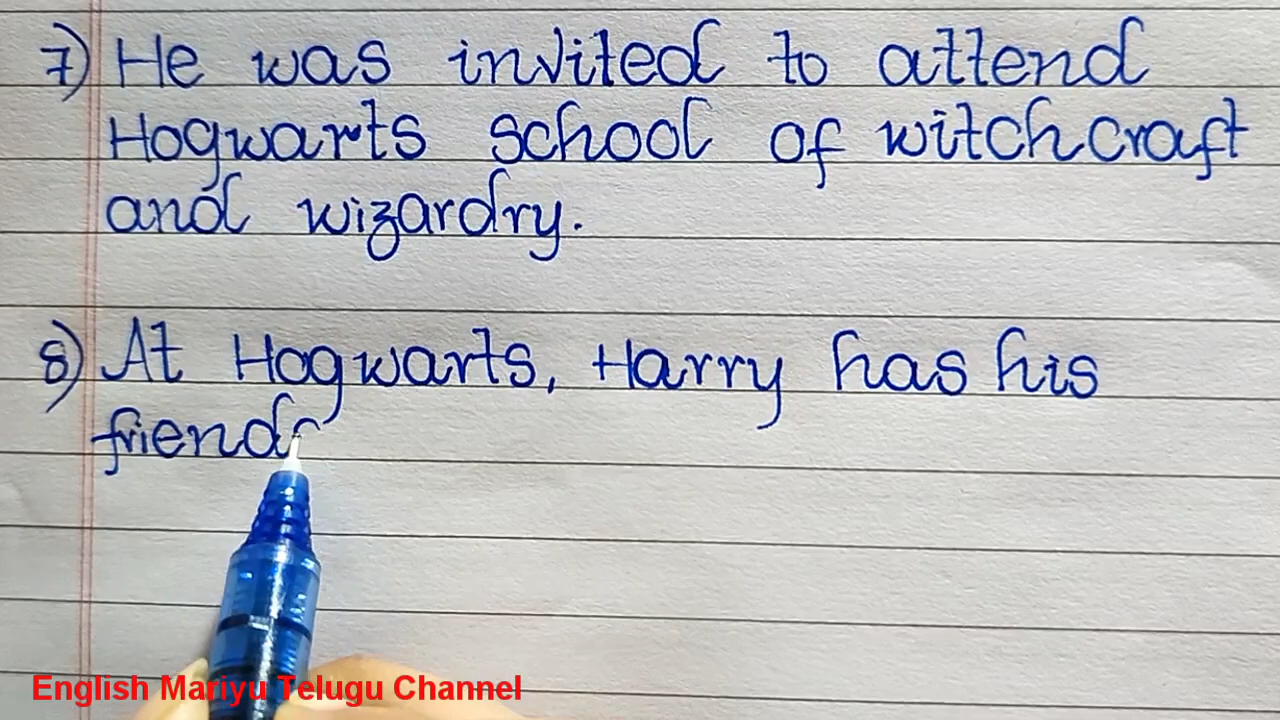 7) He was invited to attend
Hogwarts school of witchcraft
and wizardry.
8) At Hogwarts, Harry has his
friends
English Mariyu Telugu Channel